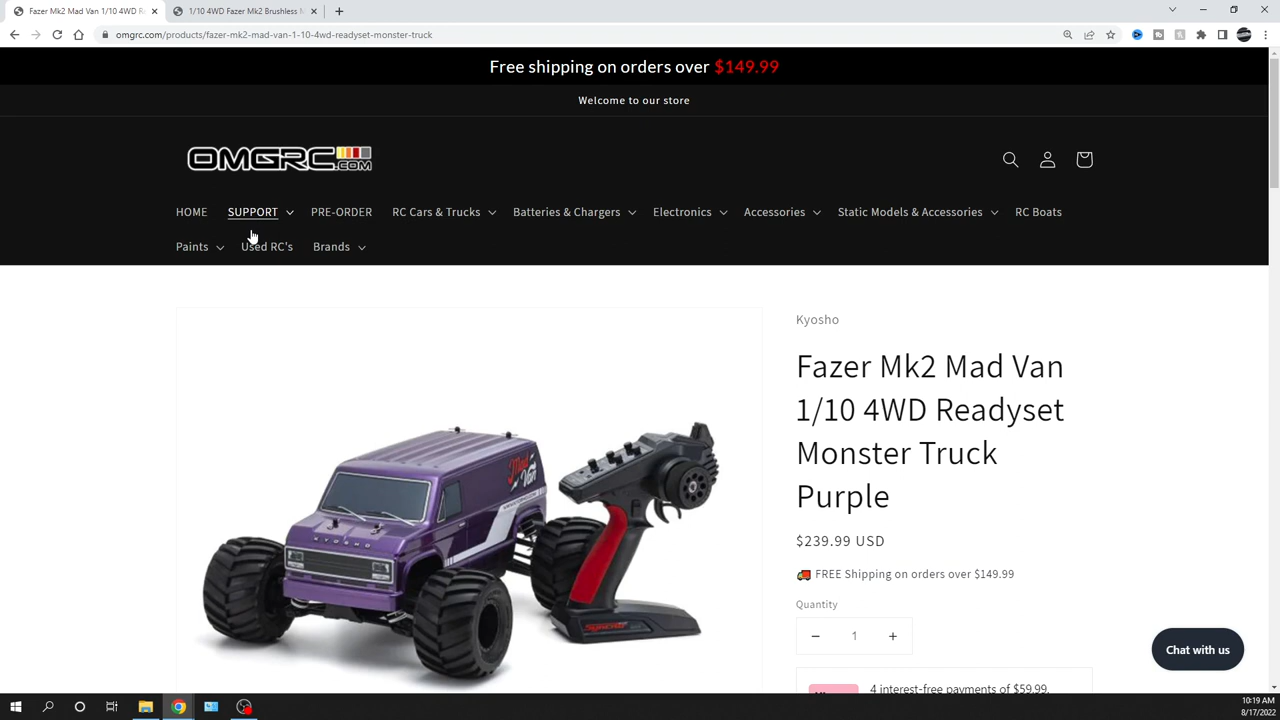 Fazer Mk2 Mad Van 1/10 4WD R
1/10 4WD Fazer Mk2 Brushless M
omgrc.com/products/fazer-mk2-mad-van-1-10-4wd-readyset-monster-truck
Free shipping on orders over $149.99
Welcome to our store
OMGRC.COM
HOME SUPPORT PRE-ORDER RC Cars & Trucks Batteries & Chargers Electronics Accessories Static Models & Accessories RC Boats
Paints Used RC's Brands
Kyosho
Fazer Mk2 Mad Van
1/10 4WD Readyset
Monster Truck
Purple
$239.99 USD
FREE Shipping on orders over $149.99
Quantity
− 1 +
4 interest-free payments of $59.99.
Chat with us
Mad
Van
KYOSHO
SYNCRO
10:19 AM
8/17/2022